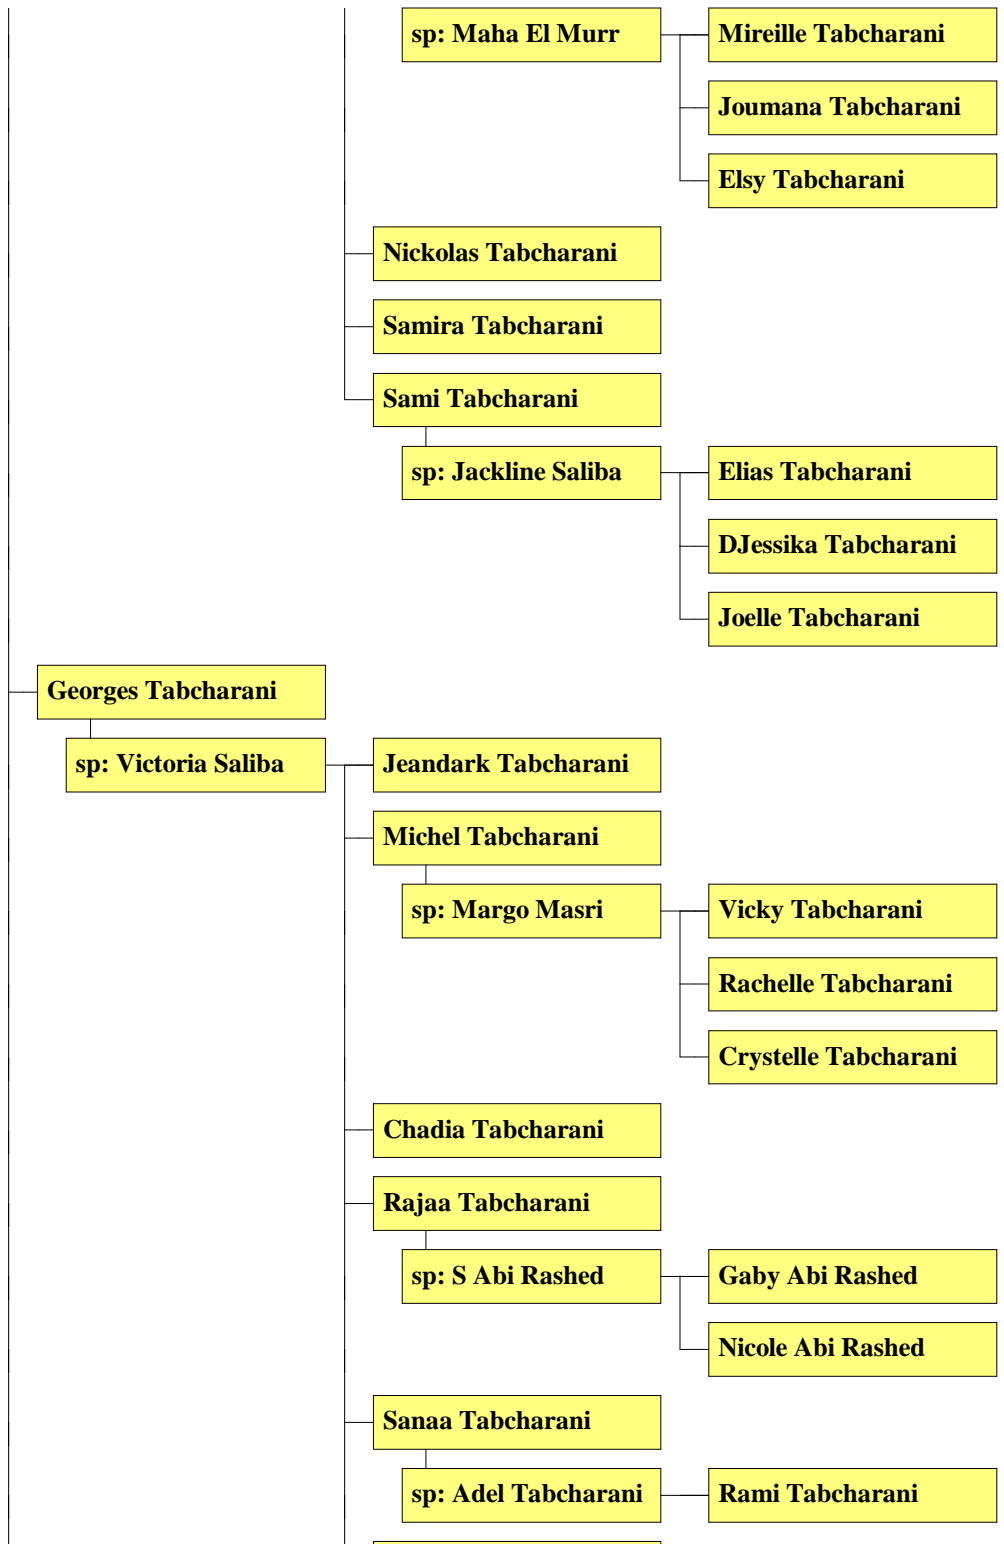 sp: Maha El Murr
Mireille Tabcharani
Joumana Tabcharani
Elsy Tabcharani
Nickolas Tabcharani
Samira Tabcharani
Sami Tabcharani
sp: Jackline Saliba
Elias Tabcharani
DJessika Tabcharani
Joelle Tabcharani
Georges Tabcharani
sp: Victoria Saliba
Jeandark Tabcharani
Michel Tabcharani
sp: Margo Masri
Vicky Tabcharani
Rachelle Tabcharani
Crystelle Tabcharani
Chadia Tabcharani
Rajaa Tabcharani
sp: S Abi Rashed
Gaby Abi Rashed
Nicole Abi Rashed
Sanaa Tabcharani
sp: Adel Tabcharani
Rami Tabcharani